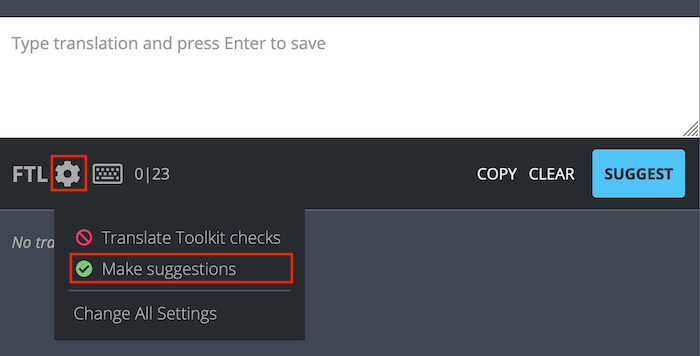 Type translation and press Enter to save
FTL 0|23 COPY CLEAR SUGGEST
No tra
Translate Toolkit checks
Make suggestions
Change All Settings